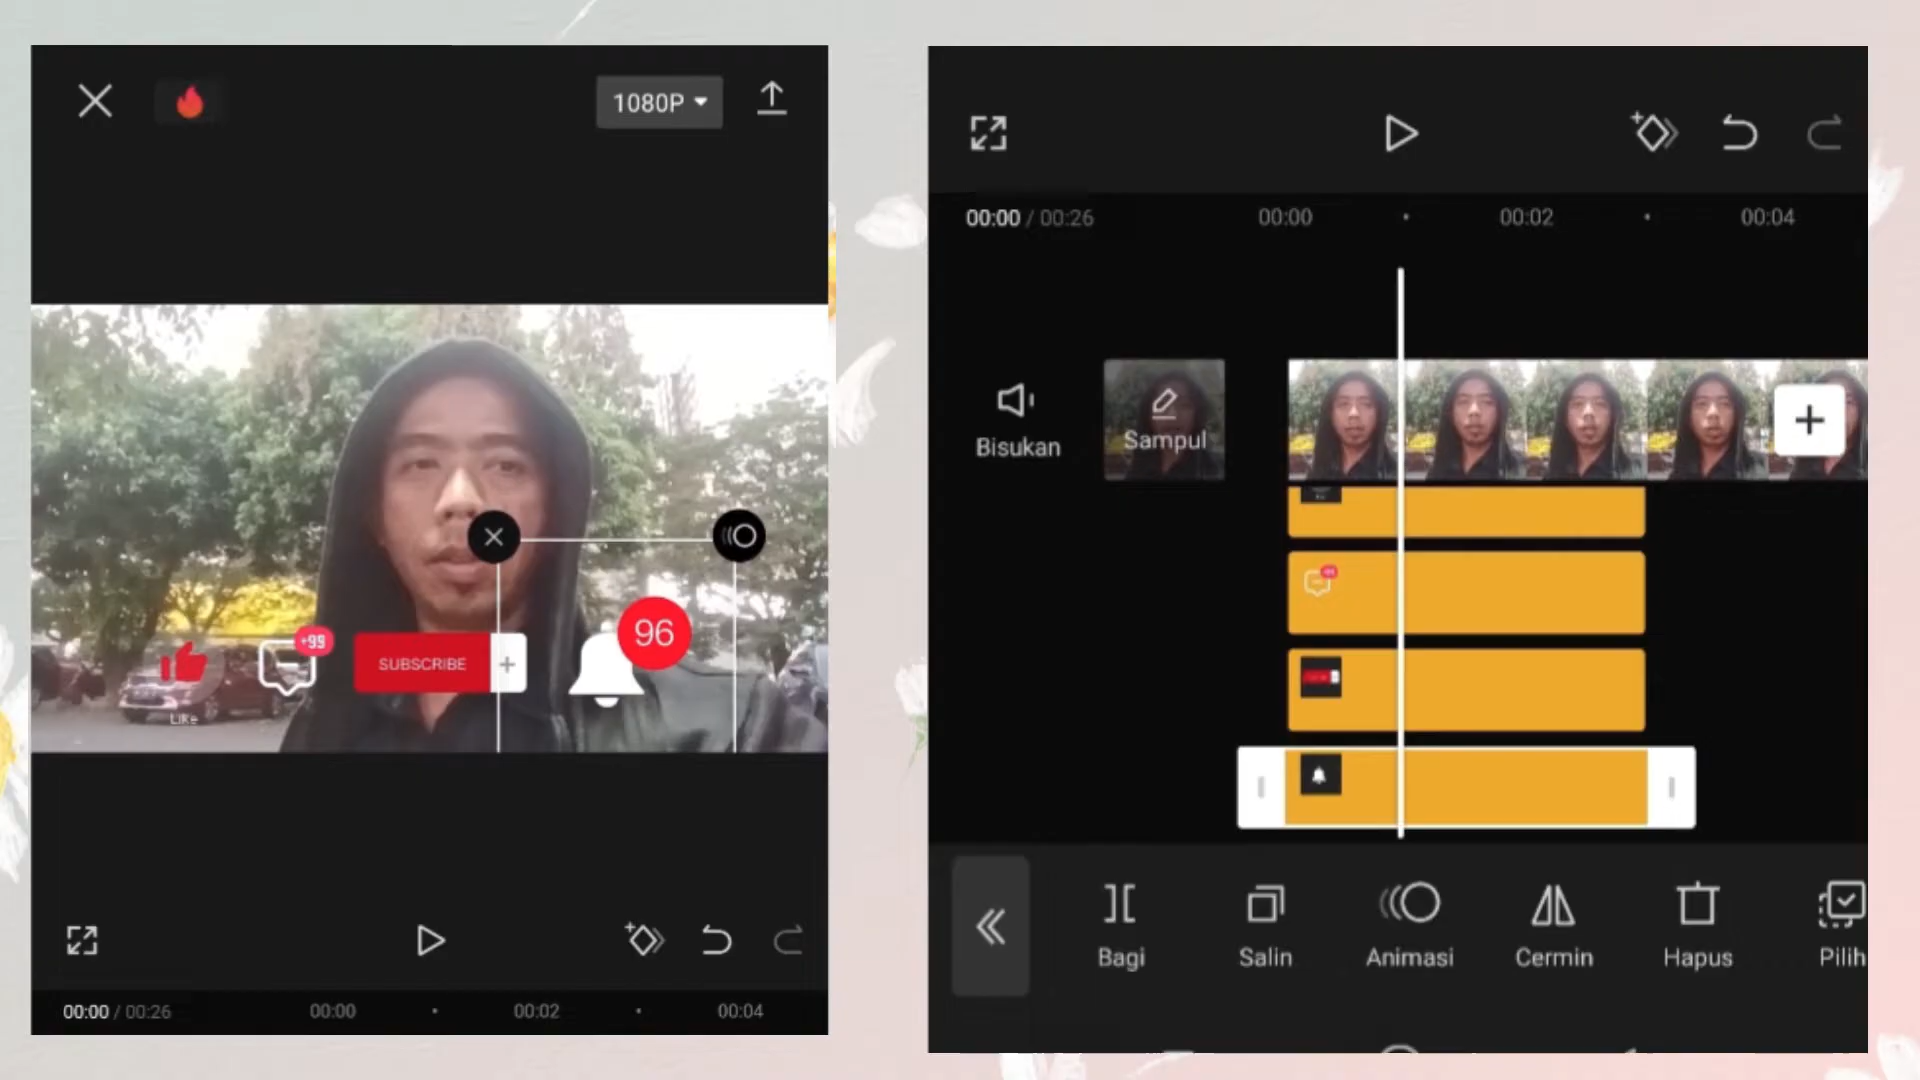 1080P
+99
SUBSCRIBE
+
96
Like
00:00 / 00:26
00:00
00:02
00:04
00:00 / 00:26
00:00
00:02
00:04
Bisukan
Sampul
Bagi
Salin
Animasi
Cermin
Hapus
Pilih